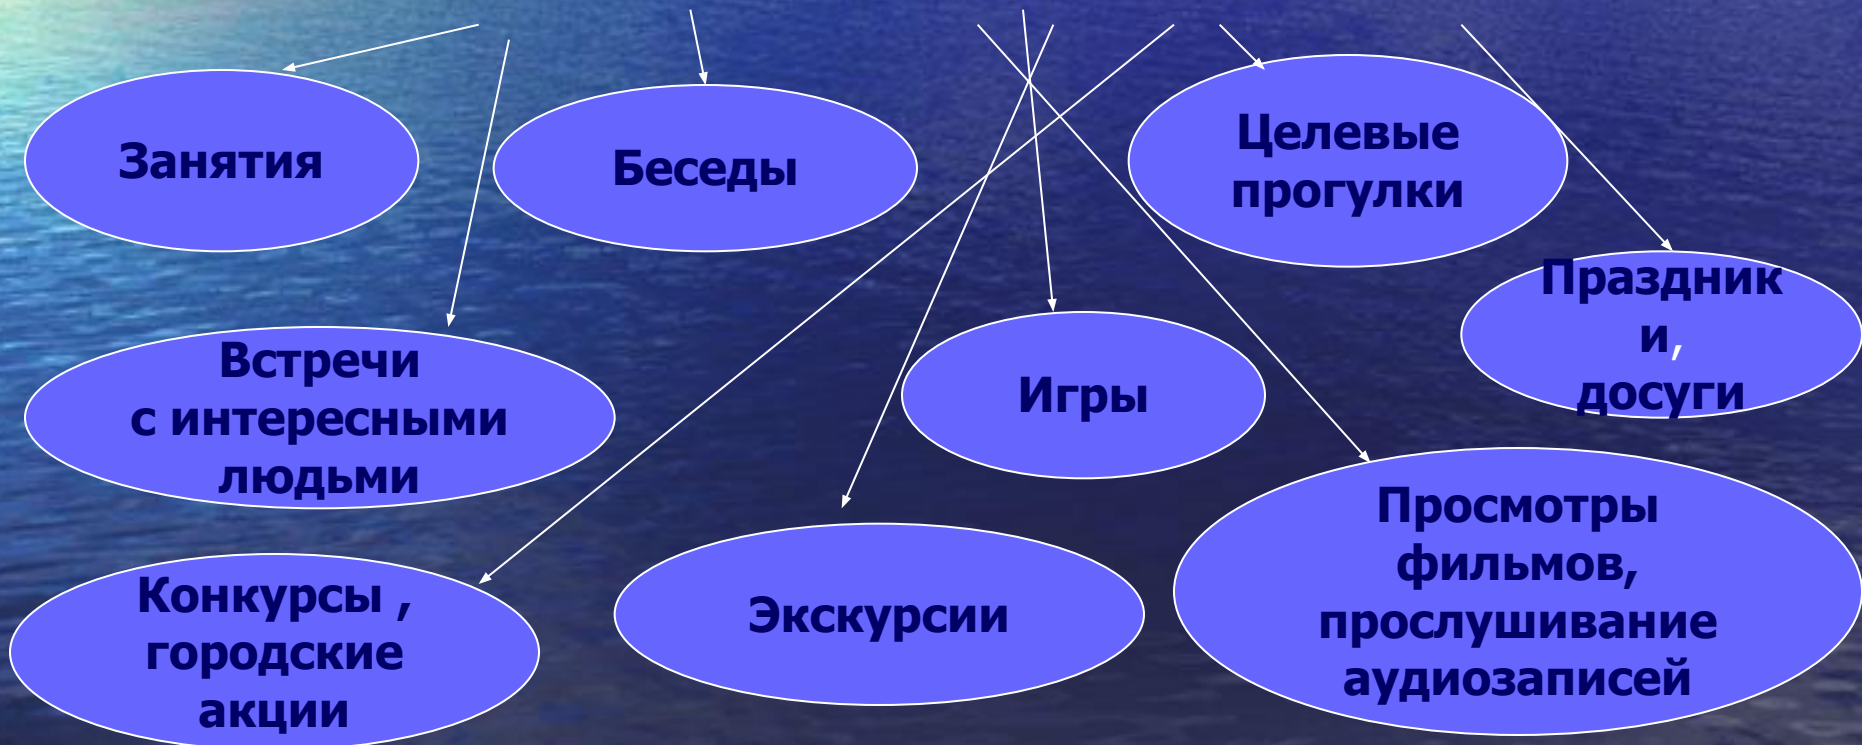 Занятия
Беседы
Целевые
прогулки
Праздник
и,
досуги
Встречи
с интересными
людьми
Игры
Просмотры
фильмов,
прослушивание
аудиозаписей
Экскурсии
Конкурсы ,
городские
акции